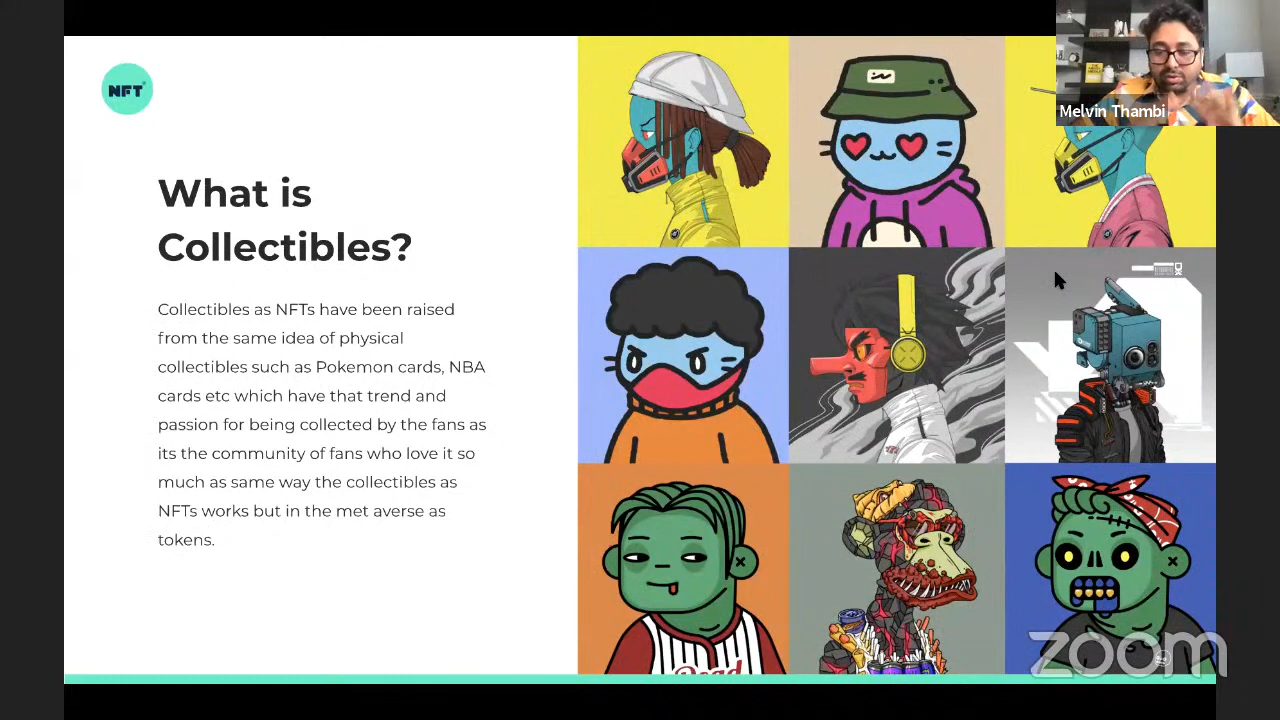 NFT
What is
Collectibles?
Collectibles as NFTs have been raised
from the same idea of physical
collectibles such as Pokemon cards, NBA
cards etc which have that trend and
passion for being collected by the fans as
its the community of fans who love it so
much as same way the collectibles as
NFTs works but in the met averse as
tokens.
Melvin Thambi
Dead
zoom